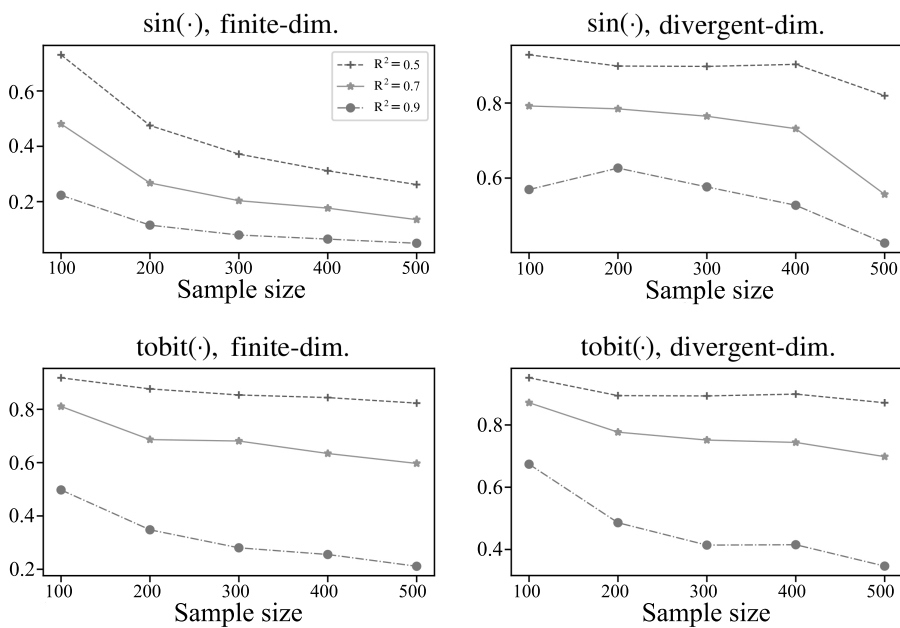 sin(·), finite-dim.
0.6
0.4
0.2
R² = 0.5
R² = 0.7
R² = 0.9
100 200 300 400 500
Sample size
sin(·), divergent-dim.
0.8
0.6
100 200 300 400 500
Sample size
tobit(·), finite-dim.
0.8
0.6
0.4
0.2
100 200 300 400 500
Sample size
tobit(·), divergent-dim.
0.8
0.6
0.4
100 200 300 400 500
Sample size